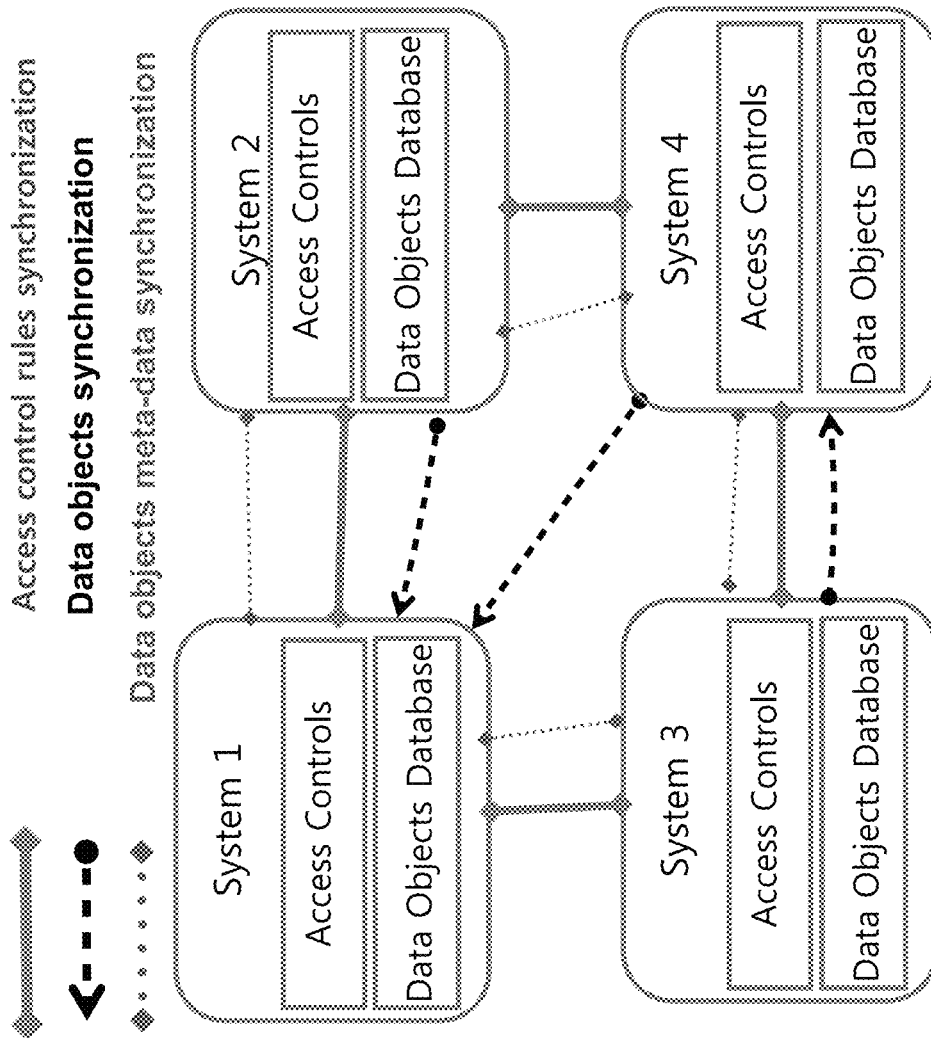 Access control rules synchronization
Data objects synchronization
Data objects meta-data synchronization
System 1
Access Controls
Data Objects Database
System 2
Access Controls
Data Objects Database
System 3
Access Controls
Data Objects Database
System 4
Access Controls
Data Objects Database